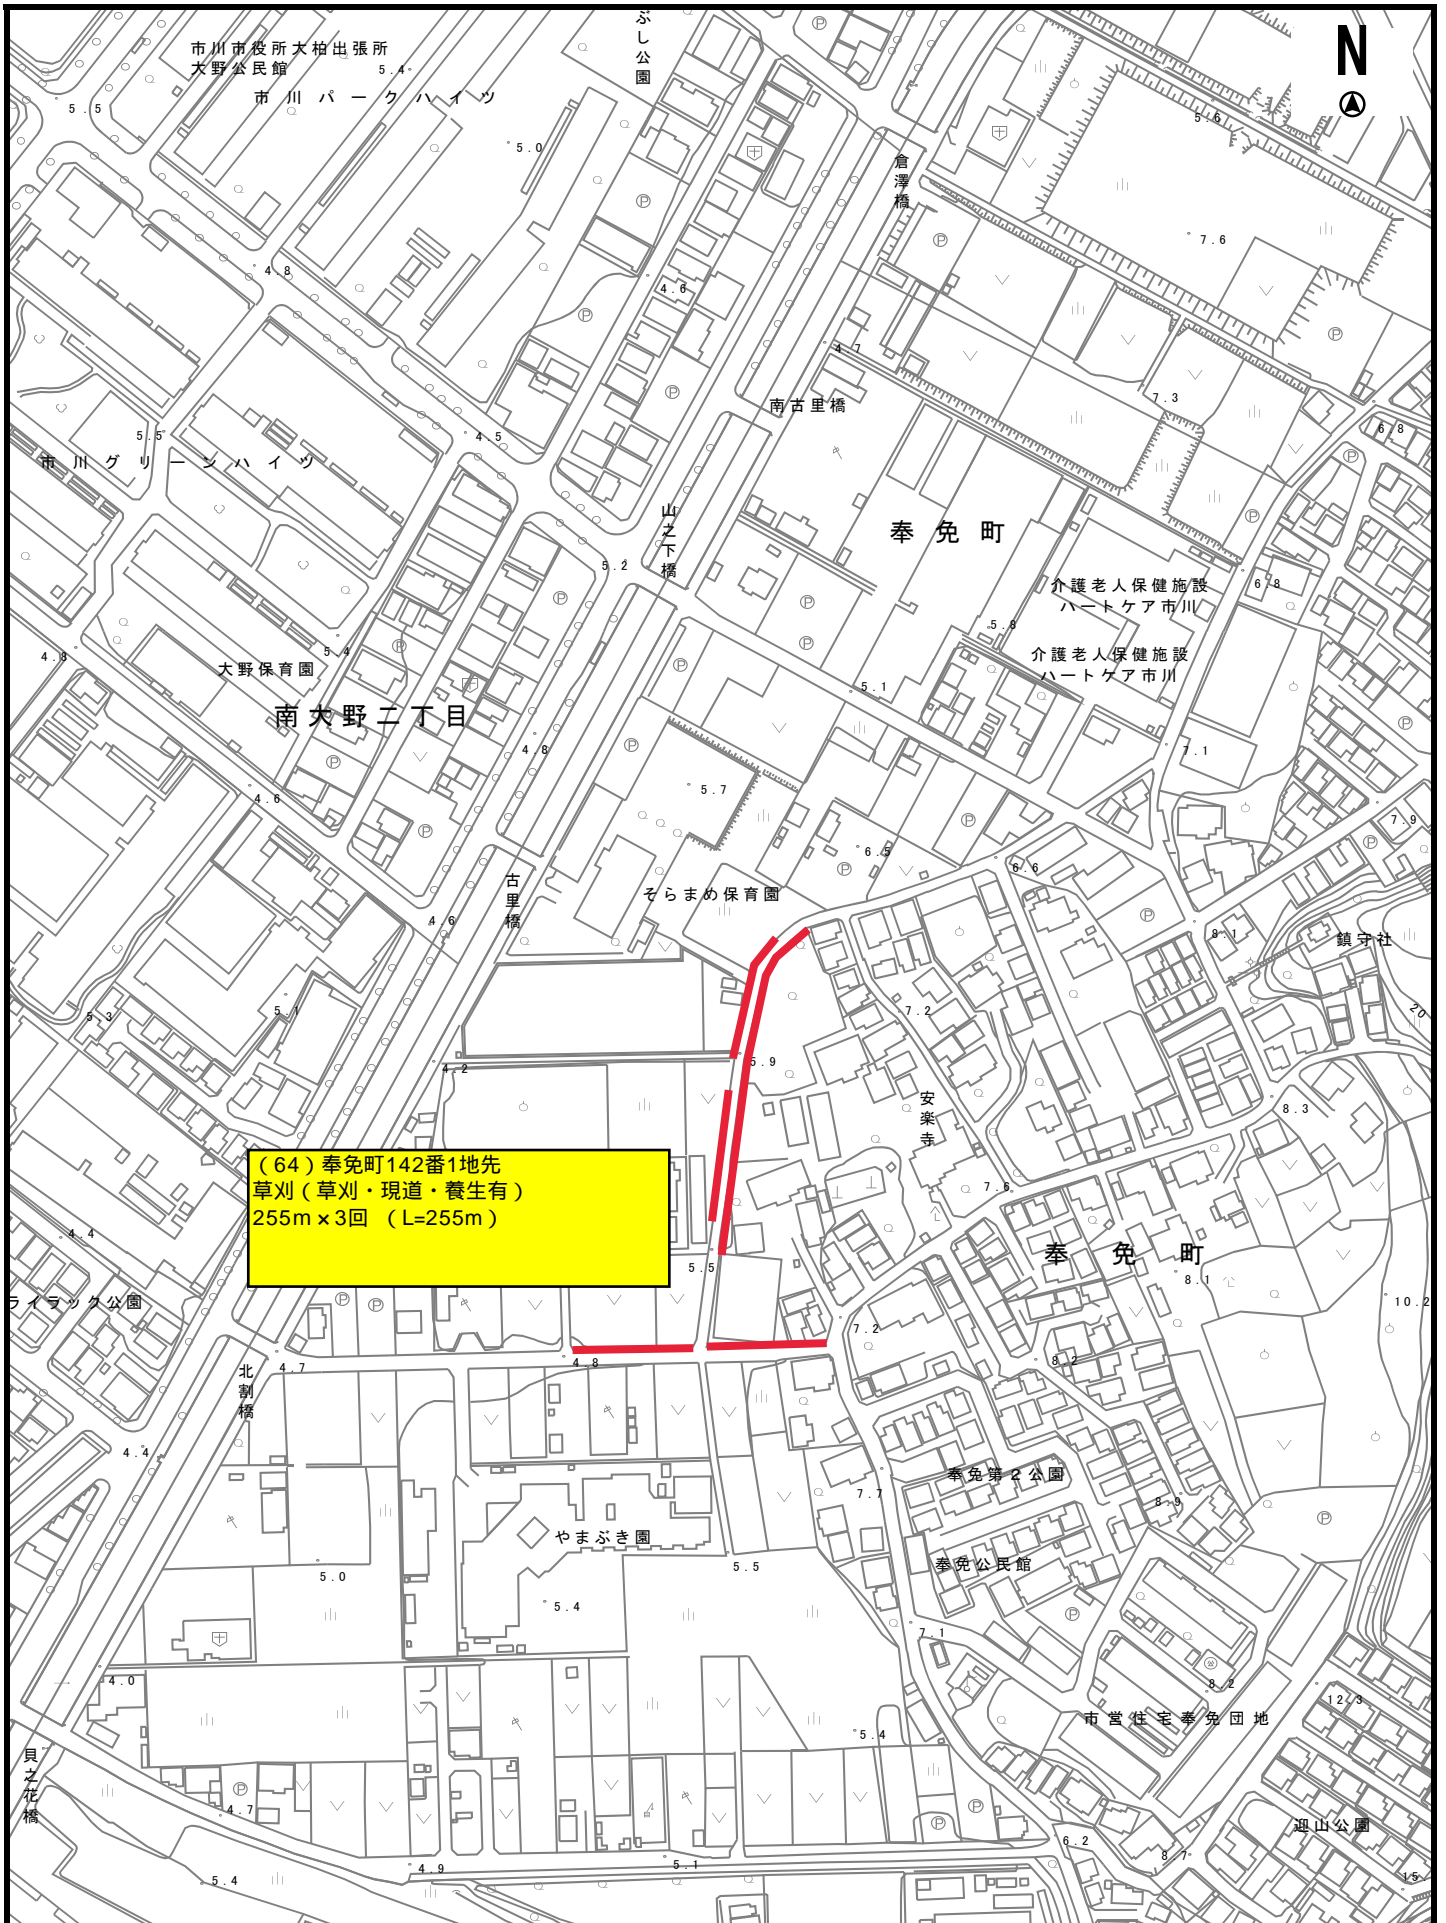 N
ぶし公園
市川市役所大柏出張所
大野公民館
5.4
市川パークハイツ
5.5
5.0
5.6
倉澤橋
7.6
4.8
4.6
4.7
7.3
南古里橋
6.8
5.5
4.5
市川グリーンハイツ
山之下橋
奉免町
5.2
介護老人保健施設
ハートケア市川
6.8
5.8
5.4
4.8
大野保育園
介護老人保健施設
ハートケア市川
5.1
南大野二丁目
4.8
7.1
5.7
4.6
7.9
6.5
6.6
古里橋
そらまめ保育園
4.6
8.1
鎮守社
5.1
5.3
7.2
20
4.2
5.9
安楽寺
8.3
(64)奉免町142番1地先
草刈(草刈・現道・養生有)
255m×3回 (L=255m)
7.6
4.4
奉免町
5.5
8.1
ライラック公園
10.2
7.2
4.7
4.8
8.2
北割橋
4.4
奉免第2公園
7.7
8.9
やまぶき園
5.5
奉免公民館
5.0
5.4
7.1
4.0
8.2
12.3
市営住宅奉免団地
5.4
貝之花橋
4.7
迎山公園
6.2
8.7
5.1
4.9
5.4
15